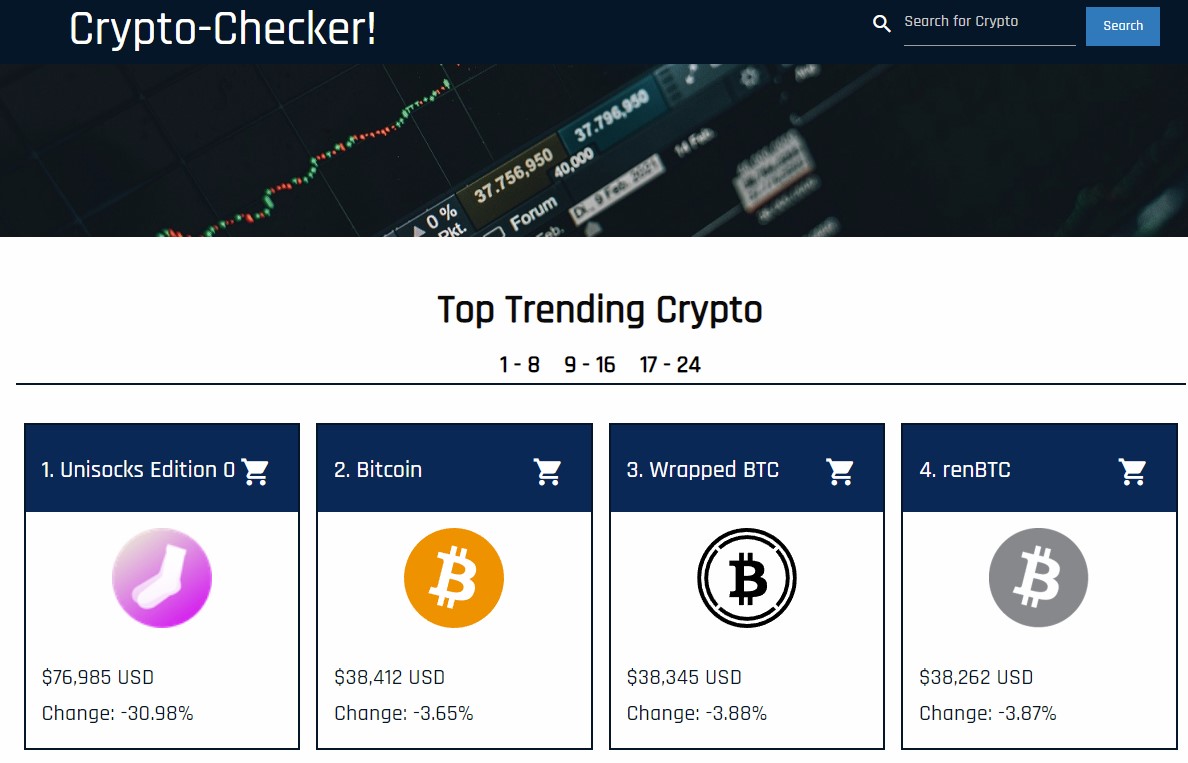 Crypto-Checker!
Search for Crypto
Search
37.796,950
37.756,950
40,000
14 Feb.
Di., 9 Feb. 2021
0 %
Pkt.
Forum
Feb.
Top Trending Crypto
1 - 8 9 - 16 17 - 24
1. Unisocks Edition 0
2. Bitcoin
3. Wrapped BTC
4. renBTC
$76,985 USD
Change: -30.98%
$38,412 USD
Change: -3.65%
$38,345 USD
Change: -3.88%
$38,262 USD
Change: -3.87%